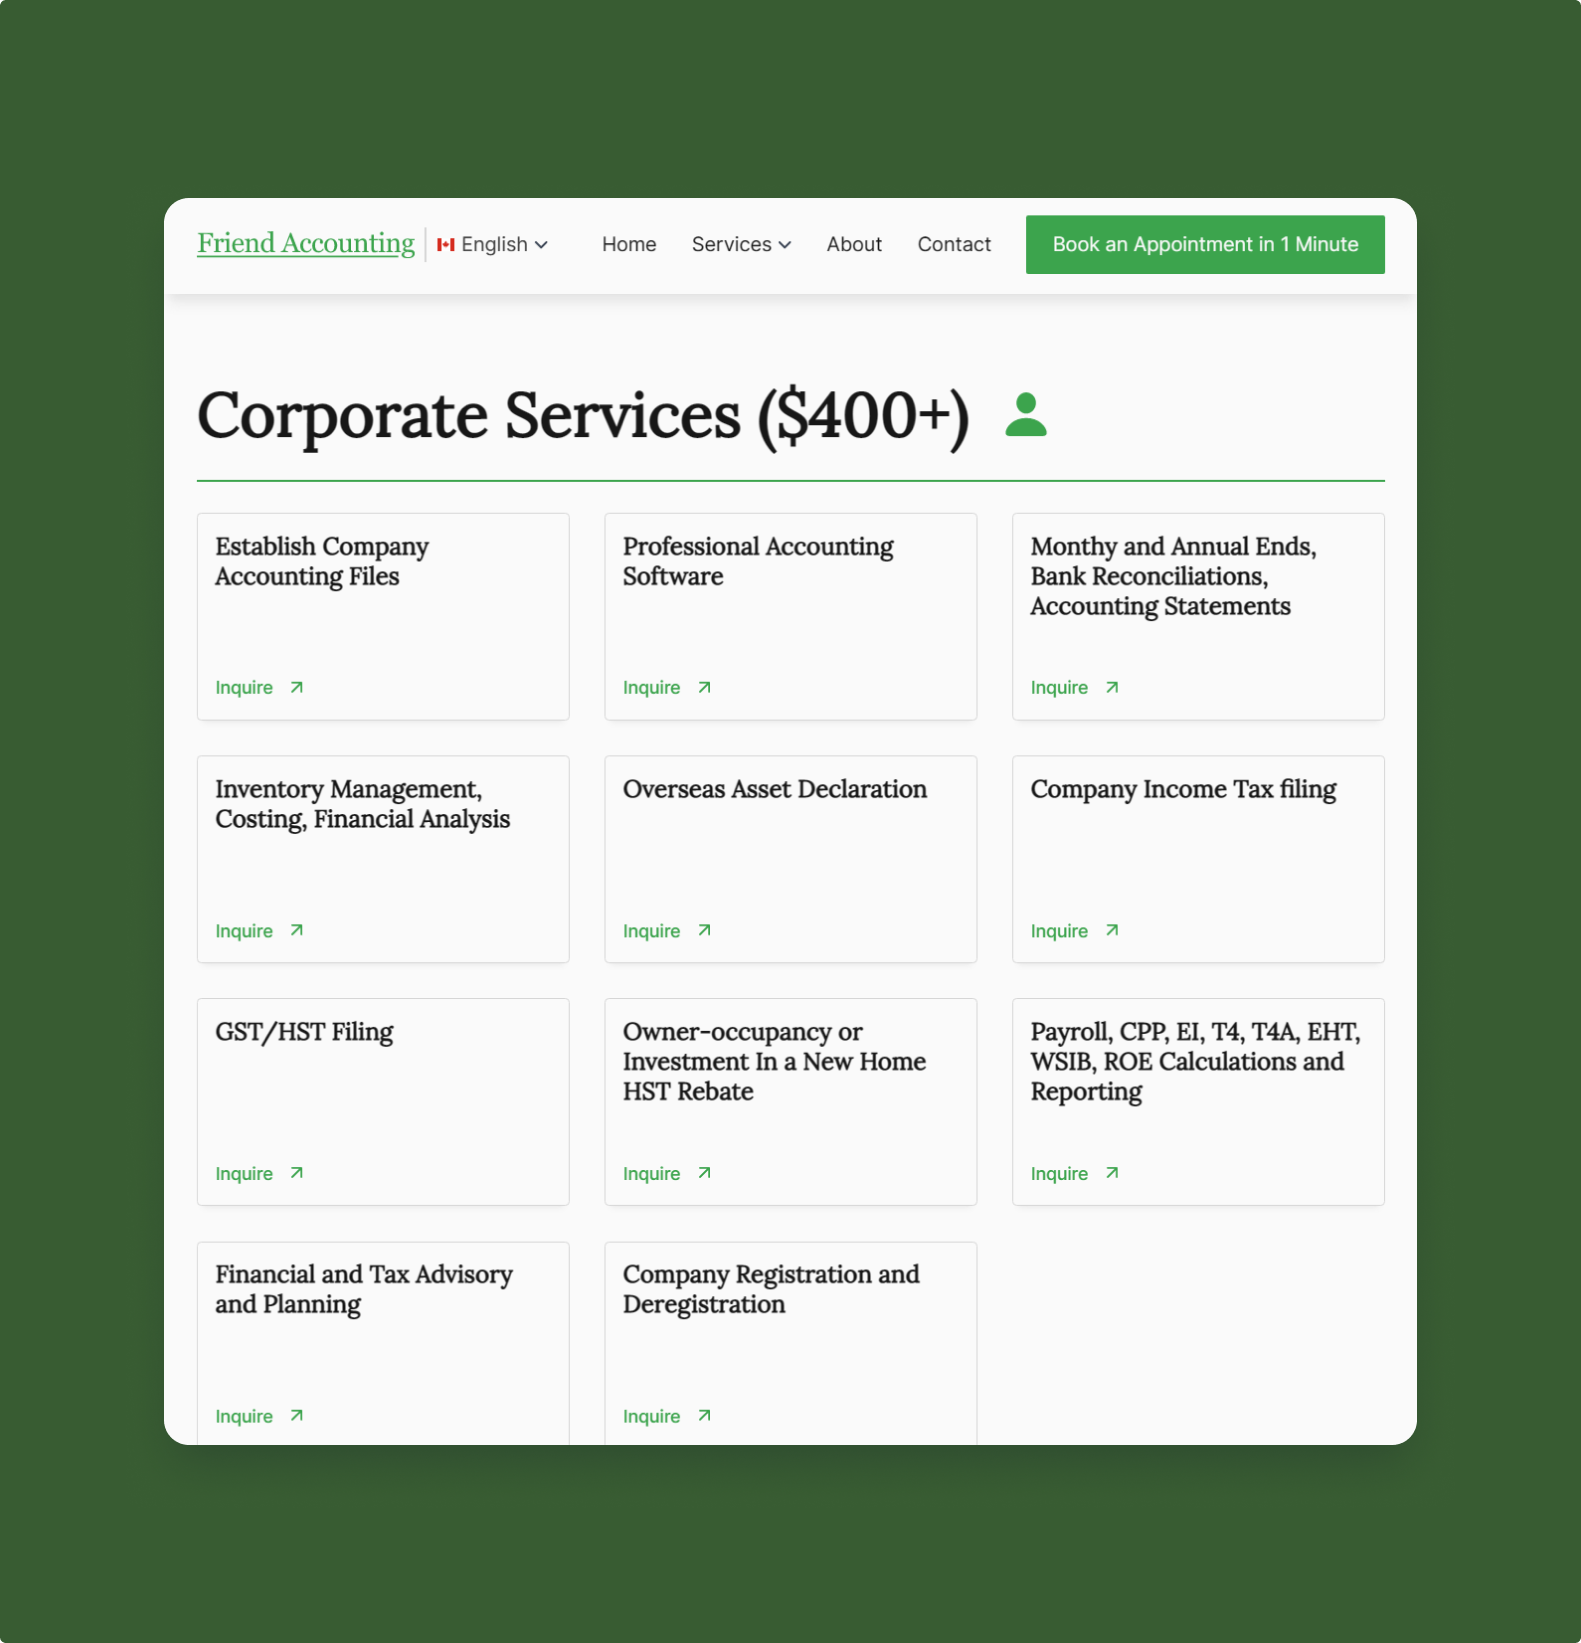 Friend Accounting
English
Home
Services
About
Contact
Book an Appointment in 1 Minute
Corporate Services ($400+)
Establish Company
Accounting Files
Inquire
Professional Accounting
Software
Inquire
Monthy and Annual Ends,
Bank Reconciliations,
Accounting Statements
Inquire
Inventory Management,
Costing, Financial Analysis
Inquire
Overseas Asset Declaration
Inquire
Company Income Tax filing
Inquire
GST/HST Filing
Inquire
Owner-occupancy or
Investment In a New Home
HST Rebate
Inquire
Payroll, CPP, EI, T4, T4A, EHT,
WSIB, ROE Calculations and
Reporting
Inquire
Financial and Tax Advisory
and Planning
Inquire
Company Registration and
Deregistration
Inquire